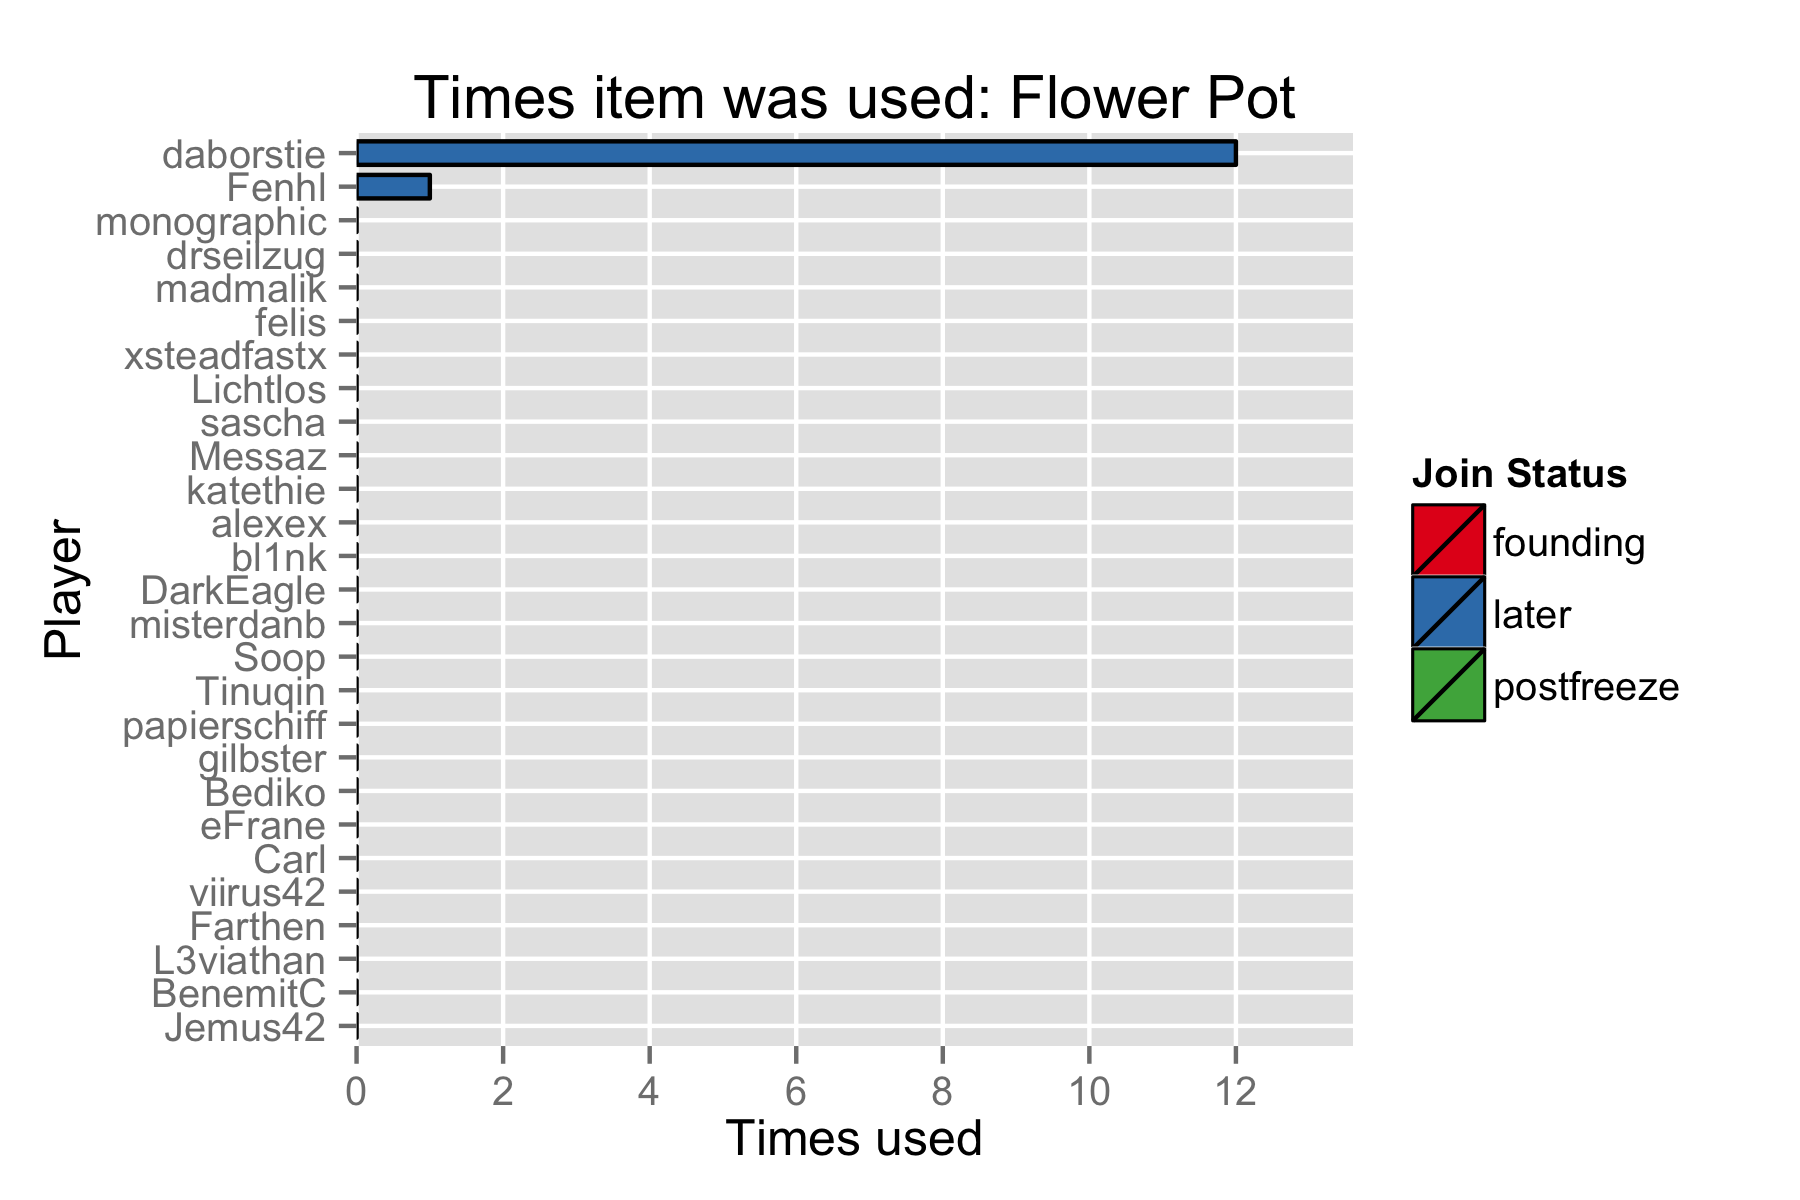 Times item was used: Flower Pot
daborstie
Fenhl
monographic
drseilzug
madmalik
felis
xsteadfastx
Lichtlos
sascha
Messaz
katethie
alexex
bl1nk
DarkEagle
misterdanb
Soop
Tinuqin
papierschiff
gilbster
Bediko
eFrane
Carl
viirus42
Farthen
L3viathan
BenemitC
Jemus42
Player
0 2 4 6 8 10 12
Times used
Join Status
founding
later
postfreeze